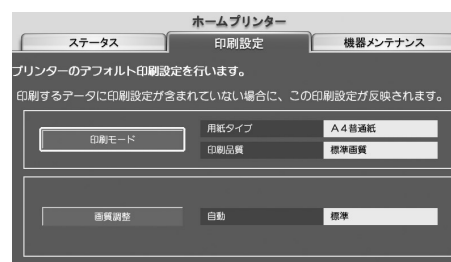 ホームプリンター
ステータス 印刷設定 機器メンテナンス
プリンターのデフォルト印刷設定を行います。
印刷するデータに印刷設定が含まれていない場合に、この印刷設定が反映されます。
印刷モード 用紙タイプ A4普通紙
印刷品質 標準画質
画質調整 自動 標準